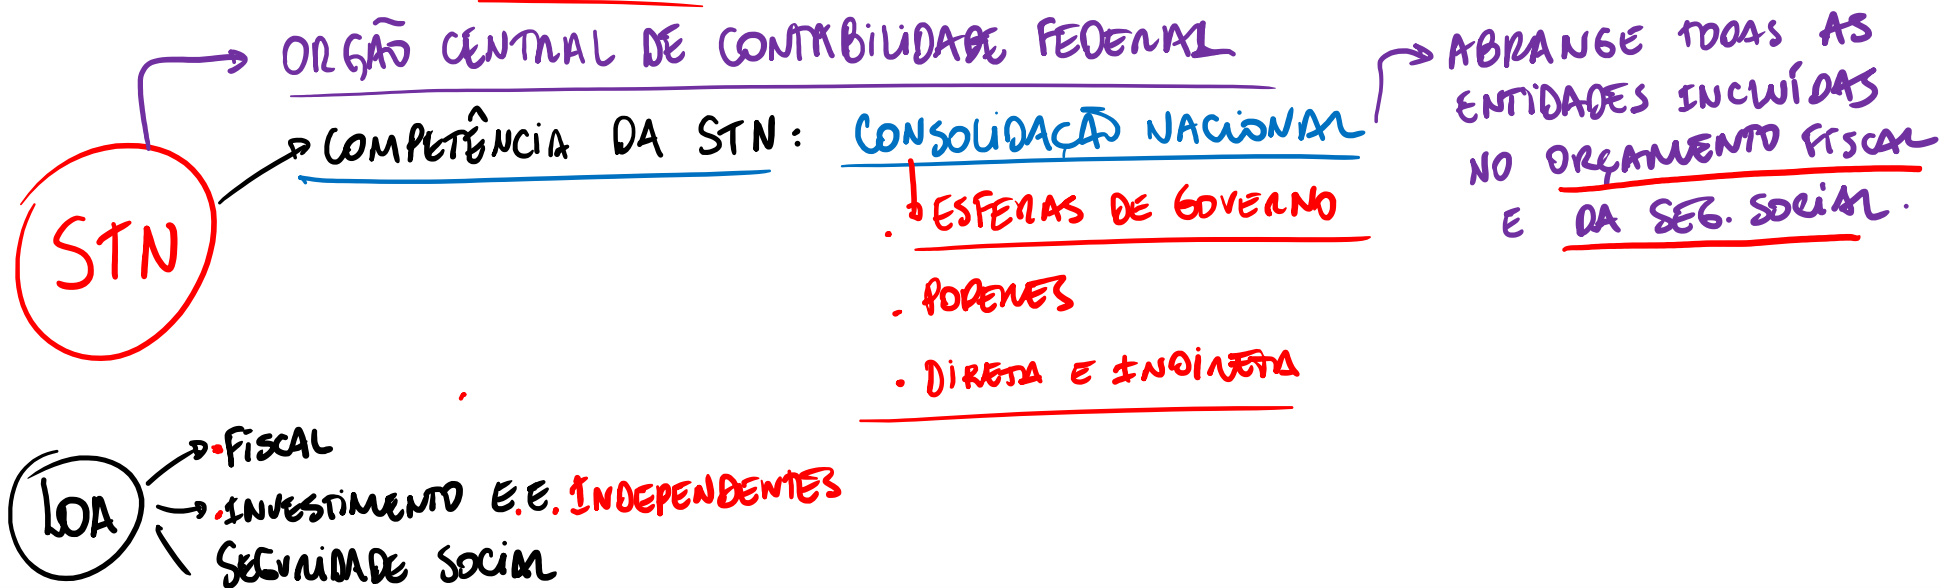 ORGÃO CENTRAL DE CONTABILIDADE FEDERAL
ABRANGE TODAS AS
ENTIDADES INCLUÍDAS
NO ORÇAMENTO FISCAL
E DA SEG. SOCIAL.
STN
COMPETÊNCIA DA STN: CONSOLIDAÇÃO NACIONAL
. ESFERAS DE GOVERNO
. PODERES
. DIRETA E INDIRETA
LOA
. FISCAL
. INVESTIMENTO E.E. INDEPENDENTES
SEGURIDADE SOCIAL